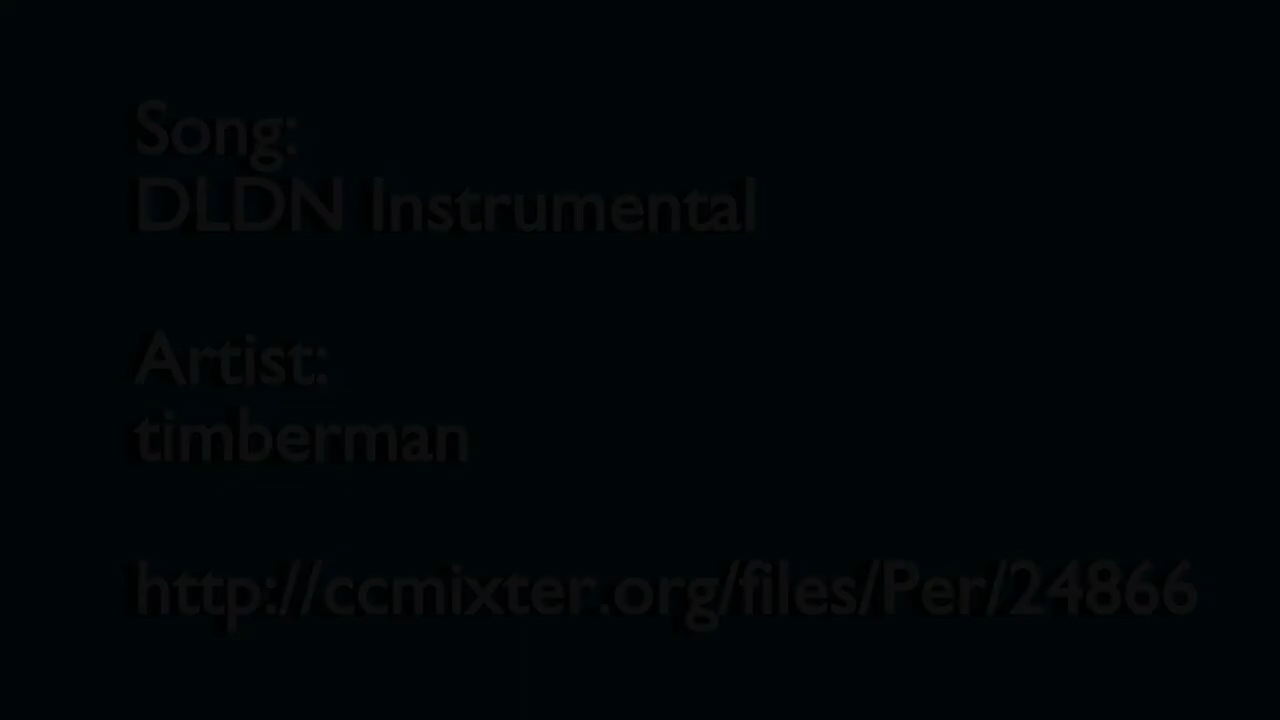 Song:
DLDN Instrumental
Artist:
timberman
http://ccmixter.org/files/Per/24866